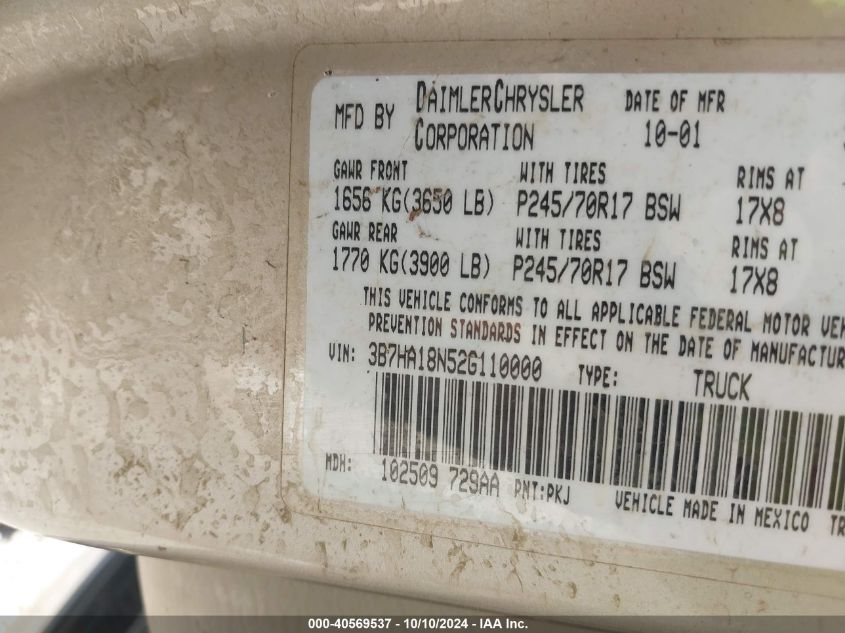 MFD BY DAIMLERCHRYSLER CORPORATION DATE OF MFR 10-01
GAWR FRONT WITH TIRES RIMS AT
1656 KG(3650 LB) P245/70R17 BSW 17X8
GAWR REAR WITH TIRES RIMS AT
1770 KG(3900 LB) P245/70R17 BSW 17X8
THIS VEHICLE CONFORMS TO ALL APPLICABLE FEDERAL MOTOR VEH
PREVENTION STANDARDS IN EFFECT ON THE DATE OF MANUFACTUR
VIN: 3B7HA18N52G110000 TYPE: TRUCK
MDH: 102509 729AA PNT:PKJ VEHICLE MADE IN MEXICO TR
000-40569537 - 10/10/2024 - IAA Inc.